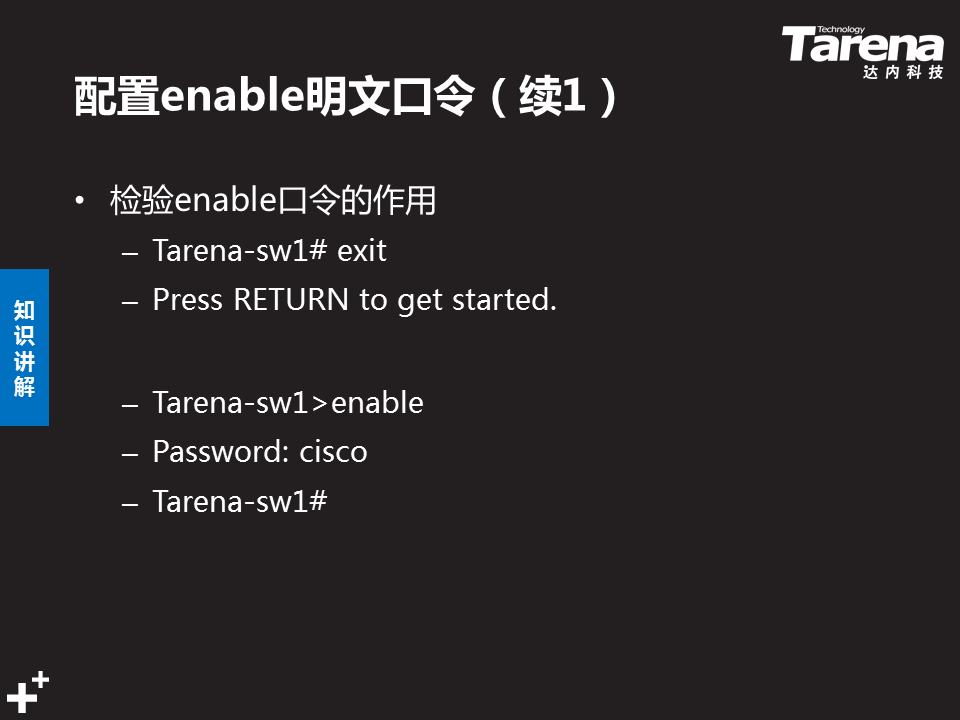 Technology
Tarena
达内科技
配置enable明文口令（续1）
• 检验enable口令的作用
– Tarena-sw1# exit
– Press RETURN to get started.
– Tarena-sw1>enable
– Password: cisco
– Tarena-sw1#
知识讲解